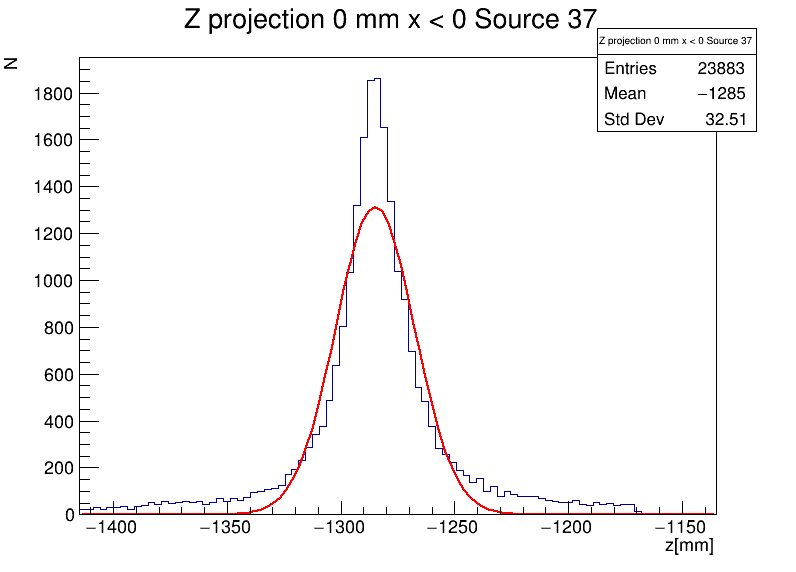 Z projection 0 mm x < 0 Source 37
Z projection 0 mm x < 0 Source 37
Entries 23883
Mean −1285
Std Dev 32.51
N
1800
1600
1400
1200
1000
800
600
400
200
0
−1400 −1350 −1300 −1250 −1200 −1150
z[mm]